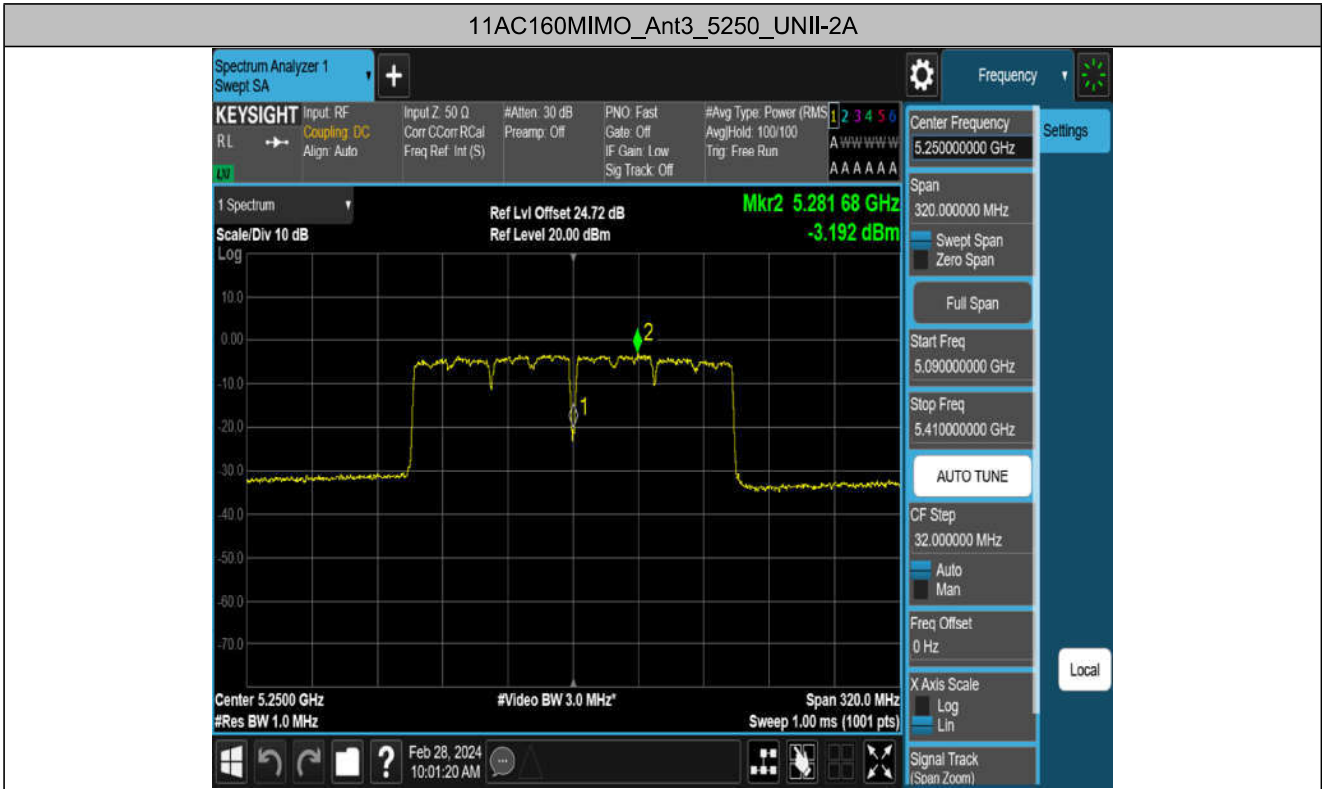 11AC160MIMO_Ant3_5250_UNII-2A
Spectrum Analyzer 1
Swept SA
+
Frequency
KEYSIGHT
RL
LXI
Input: RF
Coupling: DC
Align: Auto
Input Z: 50 Ω
Corr CCorr RCal
Freq Ref: Int (S)
#Atten: 30 dB
Preamp: Off
PNO: Fast
Gate: Off
IF Gain: Low
Sig Track: Off
#Avg Type: Power (RMS
Avg|Hold: 100/100
Trig: Free Run
1 2 3 4 5 6
A W W W W W
A A A A A A
1 Spectrum
Scale/Div 10 dB
Log
Ref Lvl Offset 24.72 dB
Ref Level 20.00 dBm
Mkr2 5.281 68 GHz
-3.192 dBm
10.0
0.00
-10.0
-20.0
-30.0
-40.0
-50.0
-60.0
-70.0
2
1
Center 5.2500 GHz
#Res BW 1.0 MHz
#Video BW 3.0 MHz*
Span 320.0 MHz
Sweep 1.00 ms (1001 pts)
Feb 28, 2024
10:01:20 AM
?
Center Frequency
5.250000000 GHz
Span
320.000000 MHz
Swept Span
Zero Span
Full Span
Start Freq
5.090000000 GHz
Stop Freq
5.410000000 GHz
AUTO TUNE
CF Step
32.000000 MHz
Auto
Man
Freq Offset
0 Hz
X Axis Scale
Log
Lin
Signal Track
(Span Zoom)
Settings
Local